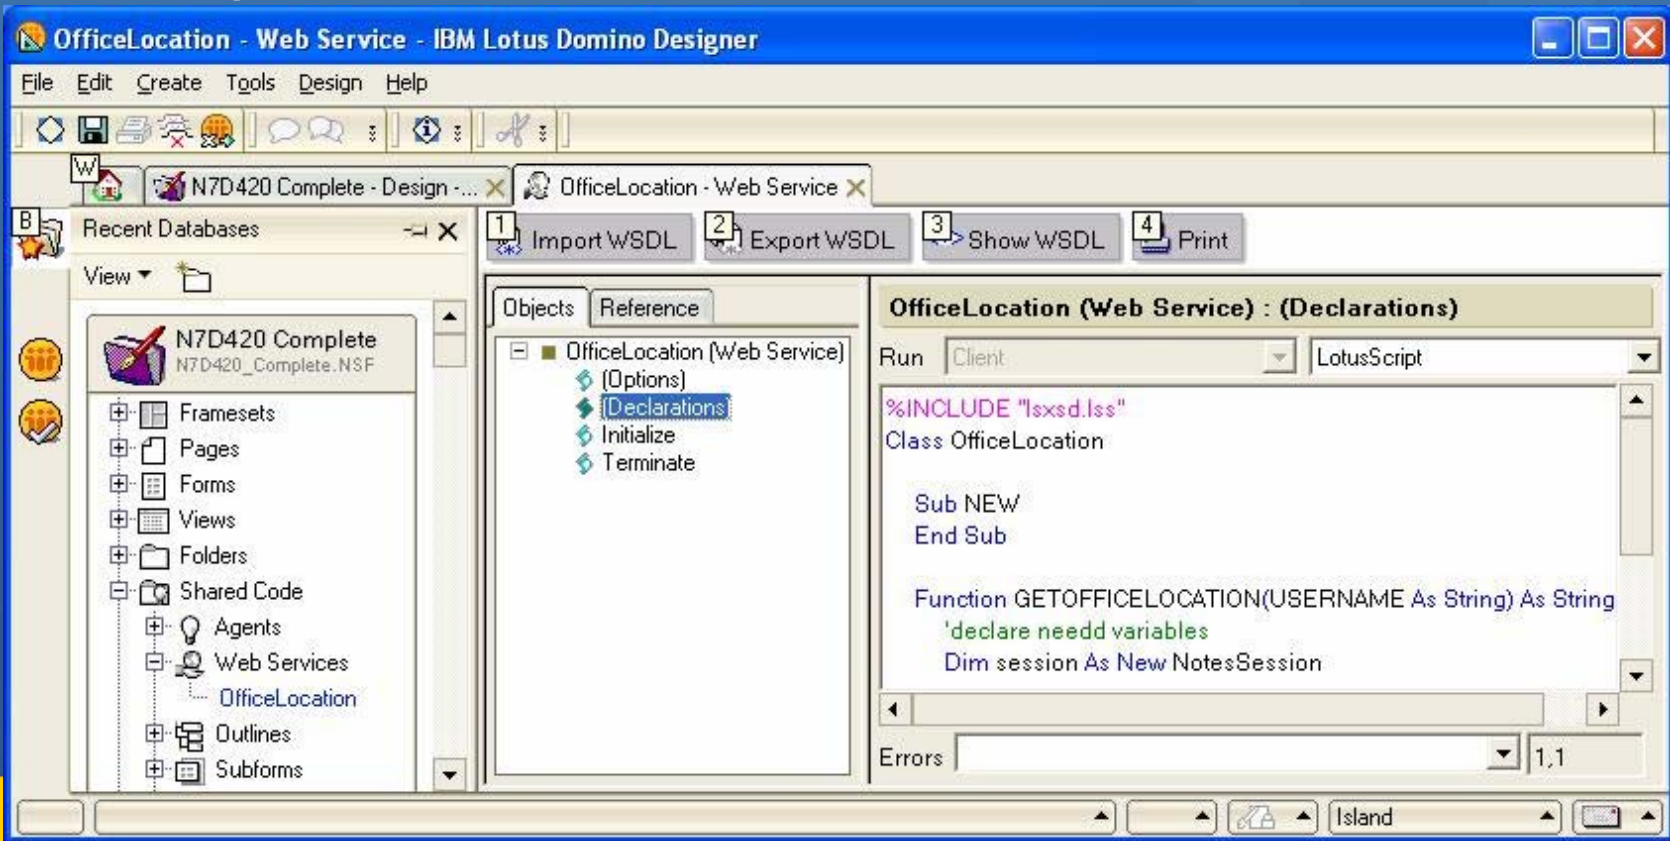 OfficeLocation - Web Service - IBM Lotus Domino Designer
File Edit Create Tools Design Help
W
N7D420 Complete - Design -...
OfficeLocation - Web Service
B
Recent Databases
1 Import WSDL
2 Export WSDL
3 Show WSDL
4 Print
View
N7D420 Complete
N7D420_Complete.NSF
Framesets
Pages
Forms
Views
Folders
Shared Code
Agents
Web Services
OfficeLocation
Outlines
Subforms
Objects Reference
OfficeLocation (Web Service)
(Options)
(Declarations)
Initialize
Terminate
OfficeLocation (Web Service) : (Declarations)
Run Client LotusScript
%INCLUDE "lsxsd.lss"
Class OfficeLocation
Sub NEW
End Sub
Function GETOFFICELOCATION(USERNAME As String) As String
'declare needd variables
Dim session As New NotesSession
Errors 1,1
Island